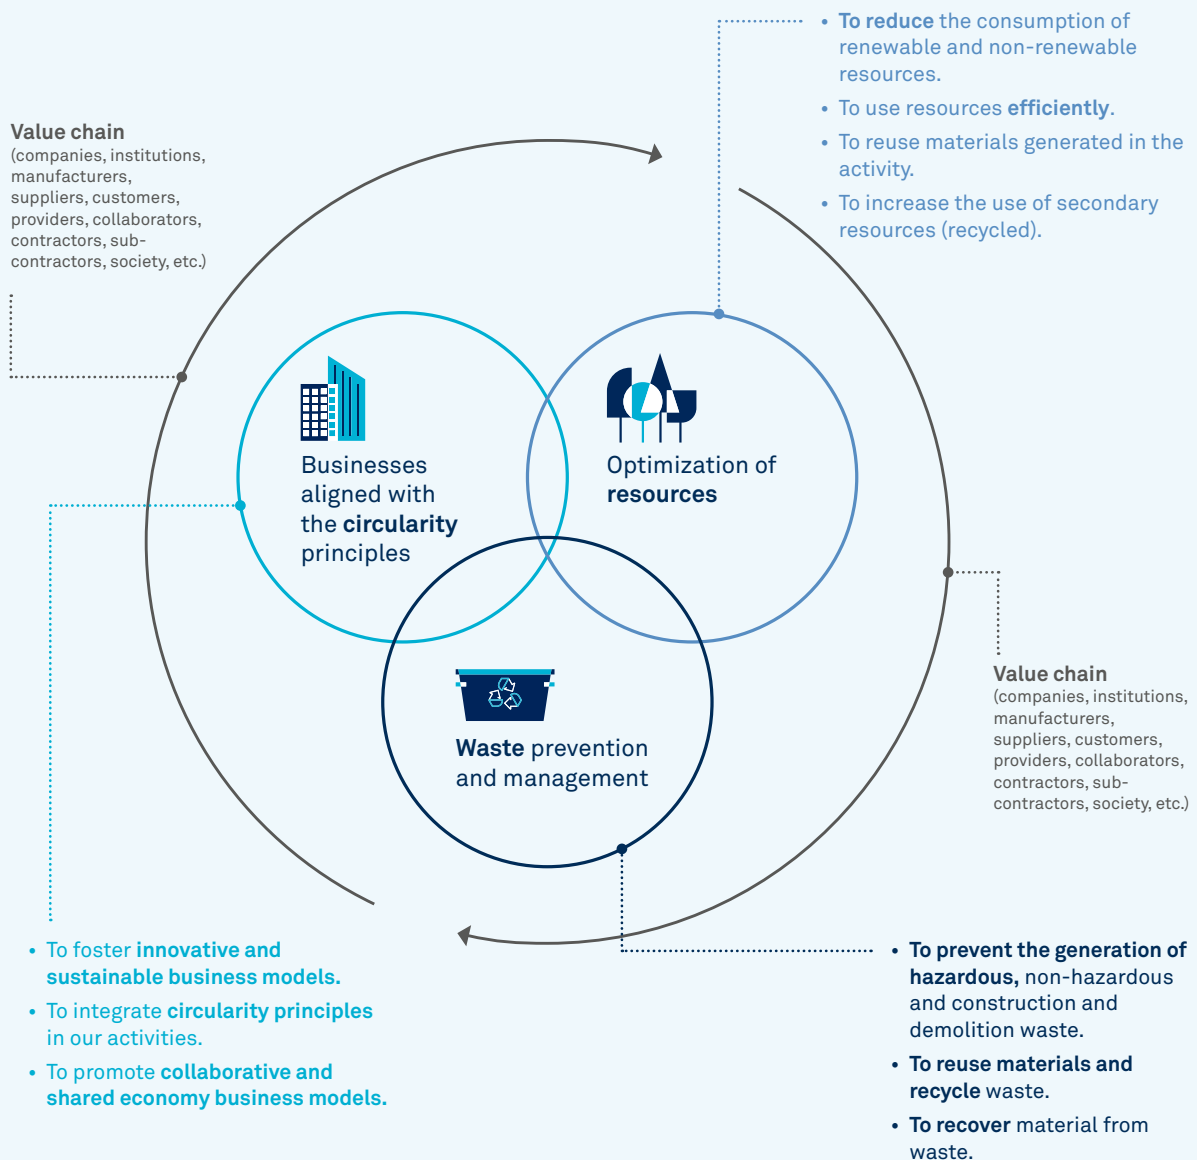 • To reduce the consumption of
renewable and non-renewable
resources.
• To use resources efficiently.
• To reuse materials generated in the
activity.
• To increase the use of secondary
resources (recycled).
Value chain
(companies, institutions,
manufacturers,
suppliers, customers,
providers, collaborators,
contractors, sub-
contractors, society, etc.)
Businesses
aligned with
the circularity
principles
Optimization of
resources
Waste prevention
and management
Value chain
(companies, institutions,
manufacturers,
suppliers, customers,
providers, collaborators,
contractors, sub-
contractors, society, etc.)
• To foster innovative and
sustainable business models.
• To integrate circularity principles
in our activities.
• To promote collaborative and
shared economy business models.
• To prevent the generation of
hazardous, non-hazardous
and construction and
demolition waste.
• To reuse materials and
recycle waste.
• To recover material from
waste.